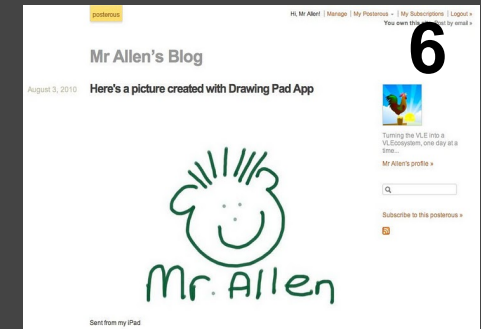 posterous
Hi, Mr Allen! | Manage | My Posterous | My Subscriptions | Logout »
You own this site. Post by email »
6
Mr Allen's Blog
August 3, 2010
Here's a picture created with Drawing Pad App
Turning the VLE into a
VLEcosystem, one day at a
time...
Mr Allen's profile »
Subscribe to this posterous »
Mr. Allen
Sent from my iPad